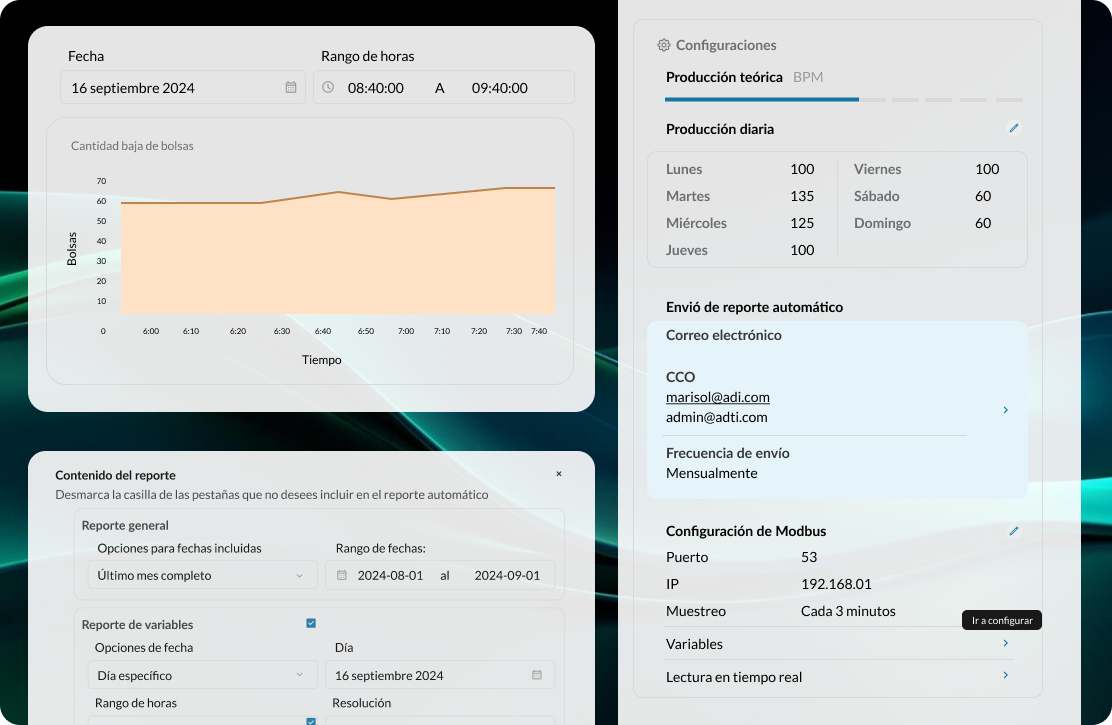 Fecha
Rango de horas
16 septiembre 2024
08:40:00 A 09:40:00
Cantidad baja de bolsas
70
60
50
40
30
20
10
0
Bolsas
6:00 6:10 6:20 6:30 6:40 6:50 7:00 7:10 7:20 7:30 7:40
Tiempo
Contenido del reporte
×
Desmarca la casilla de las pestañas que no desees incluir en el reporte automático
Reporte general
Opciones para fechas incluidas
Rango de fechas:
Último mes completo
2024-08-01 al 2024-09-01
Reporte de variables
Opciones de fecha
Día
Día específico
16 septiembre 2024
Rango de horas
Resolución
Configuraciones
Producción teórica BPM
Producción diaria
Lunes 100
Martes 135
Miércoles 125
Jueves 100
Viernes 100
Sábado 60
Domingo 60
Envió de reporte automático
Correo electrónico
CCO
marisol@adi.com
admin@adti.com
Frecuencia de envío
Mensualmente
Configuración de Modbus
Puerto 53
IP 192.168.01
Muestreo Cada 3 minutos
Ir a configurar
Variables
Lectura en tiempo real